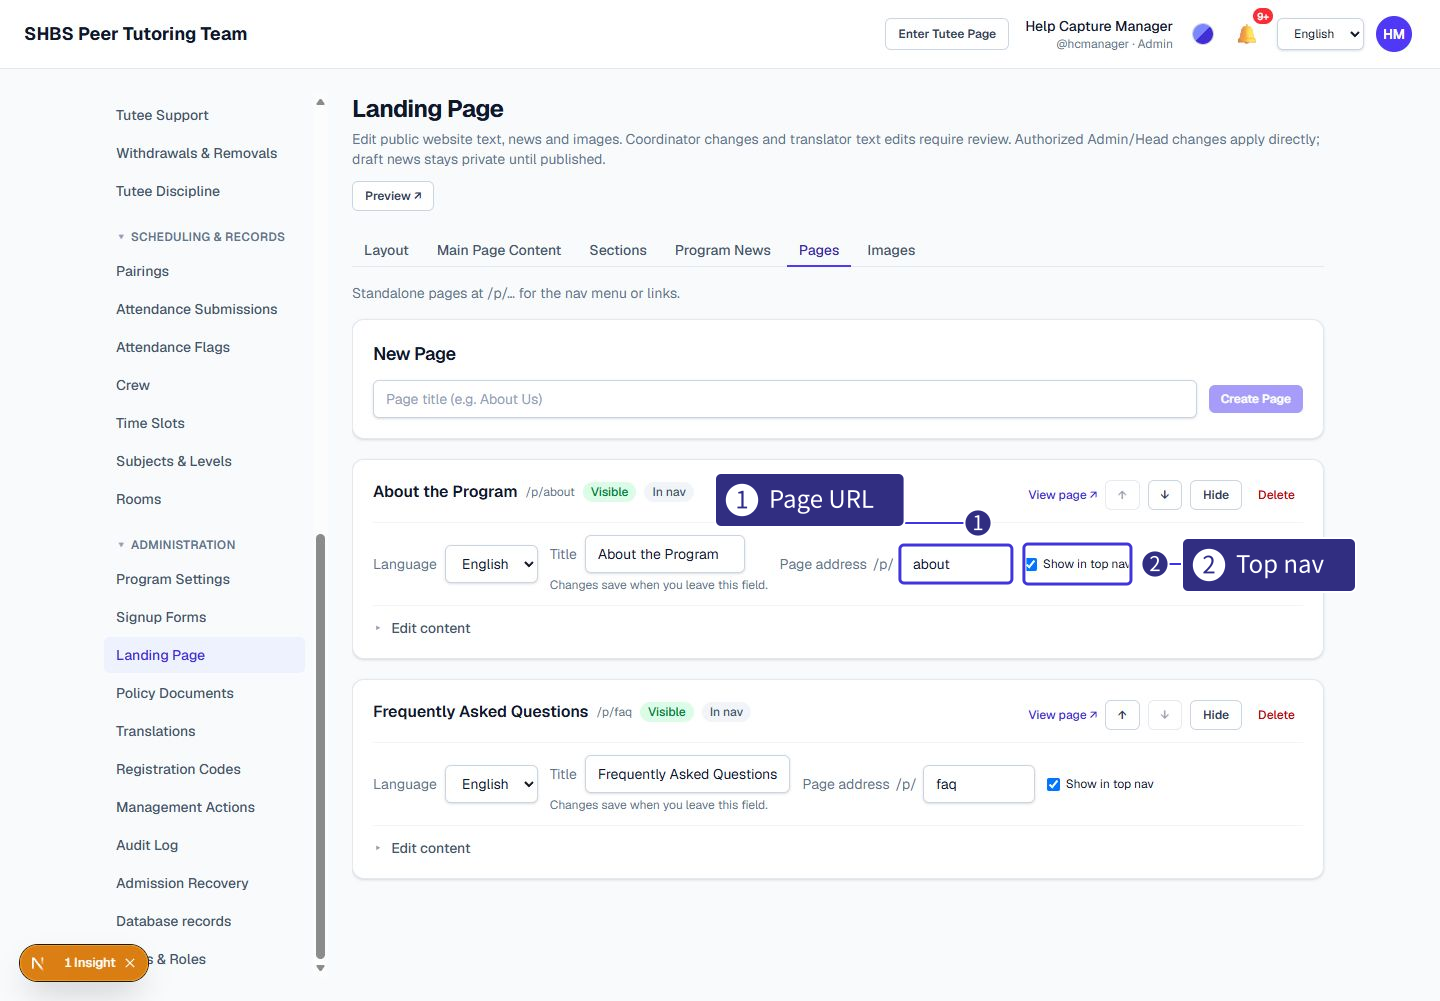 SHBS Peer Tutoring Team
Enter Tutee Page
Help Capture Manager
@hcmanager · Admin
9+
English
HM
Tutee Support
Withdrawals & Removals
Tutee Discipline
SCHEDULING & RECORDS
Pairings
Attendance Submissions
Attendance Flags
Crew
Time Slots
Subjects & Levels
Rooms
ADMINISTRATION
Program Settings
Signup Forms
Landing Page
Policy Documents
Translations
Registration Codes
Management Actions
Audit Log
Admission Recovery
Database records
& Roles
1 Insight
Landing Page
Edit public website text, news and images. Coordinator changes and translator text edits require review. Authorized Admin/Head changes apply directly;
draft news stays private until published.
Preview ↗
Layout Main Page Content Sections Program News Pages Images
Standalone pages at /p/… for the nav menu or links.
New Page
Page title (e.g. About Us)
Create Page
About the Program /p/about Visible In nav
1 Page URL
View page ↗ ↑ ↓ Hide Delete
1
Language English Title About the Program Page address /p/ about Show in top nav
2
2 Top nav
Changes save when you leave this field.
Edit content
Frequently Asked Questions /p/faq Visible In nav
View page ↗ ↑ ↓ Hide Delete
Language English Title Frequently Asked Questions Page address /p/ faq Show in top nav
Changes save when you leave this field.
Edit content